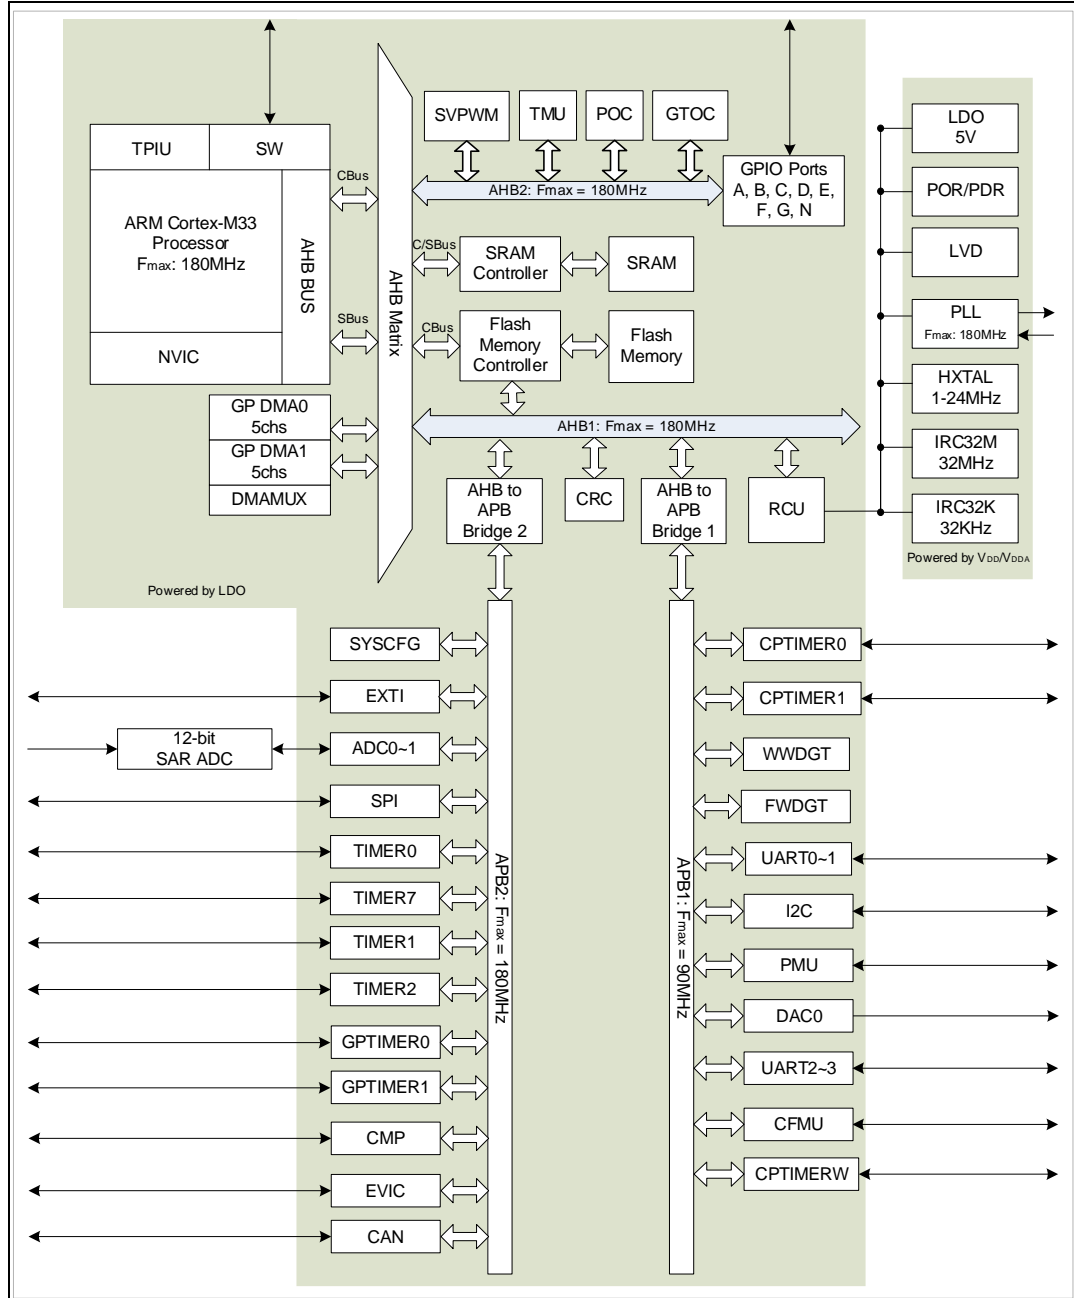 TPIU
SW
ARM Cortex-M33
Processor
Fmax: 180MHz
AHB BUS
NVIC
GP DMA0
5chs
GP DMA1
5chs
DMAMUX
CBus
SBus
AHB Matrix
SVPWM
TMU
POC
GTOC
AHB2: Fmax = 180MHz
GPIO Ports
A, B, C, D, E,
F, G, N
C/SBus
SRAM
Controller
SRAM
CBus
Flash
Memory
Controller
Flash
Memory
AHB1: Fmax = 180MHz
AHB to
APB
Bridge 2
CRC
AHB to
APB
Bridge 1
RCU
LDO
5V
POR/PDR
LVD
PLL
Fmax: 180MHz
HXTAL
1-24MHz
IRC32M
32MHz
IRC32K
32KHz
Powered by VDD/VDDA
Powered by LDO
SYSCFG
EXTI
12-bit
SAR ADC
ADC0~1
SPI
TIMER0
TIMER7
TIMER1
TIMER2
GPTIMER0
GPTIMER1
CMP
EVIC
CAN
APB2: Fmax = 180MHz
APB1: Fmax = 90MHz
CPTIMER0
CPTIMER1
WWDGT
FWDGT
UART0~1
I2C
PMU
DAC0
UART2~3
CFMU
CPTIMERW